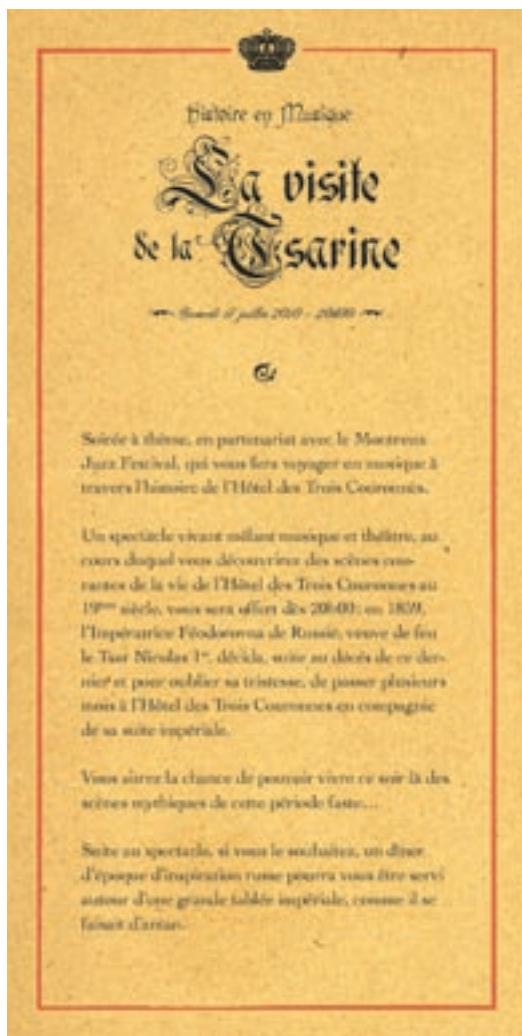 Histoire en Musique
La visite
de la Tsarine
Samedi juillet 2010 - 20h00
Soirée à thème, en partenariat avec le Montreux
Jazz Festival, qui vous fera voyager en musique à
travers l'histoire de l'Hôtel des Trois Couronnes.
Un spectacle vivant mêlant musique et théâtre, au
cours duquel vous découvrirez des scènes cou-
rantes de la vie de l'Hôtel des Trois Couronnes au
19ème siècle, vous sera offert dès 20h00: en 1859,
l'Impératrice Féodorovna de Russie, veuve de feu
le Tsar Nicolas 1er, décida, suite au décès de ce der-
nier et pour oublier sa tristesse, de passer plusieurs
mois à l'Hôtel des Trois Couronnes en compagnie
de sa suite impériale.
Vous aurez la chance de pouvoir vivre ce soir là des
scènes mythiques de cette période faste…
Suite au spectacle, si vous le souhaitez, un dîner
d'époque d'inspiration russe pourra vous être servi
autour d'une grande tablée impériale, comme il se
faisait d'antan.